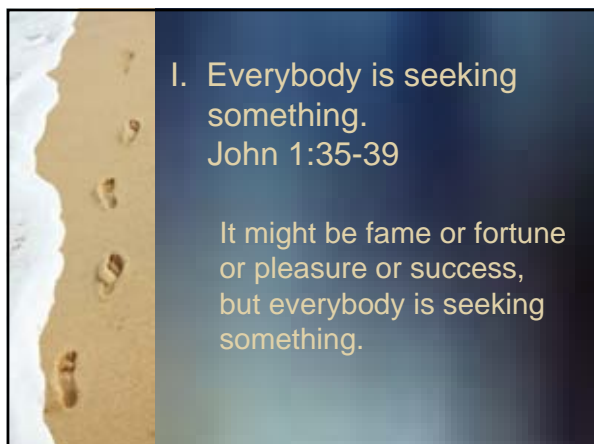 I. Everybody is seeking
something.
John 1:35-39
It might be fame or fortune
or pleasure or success,
but everybody is seeking
something.